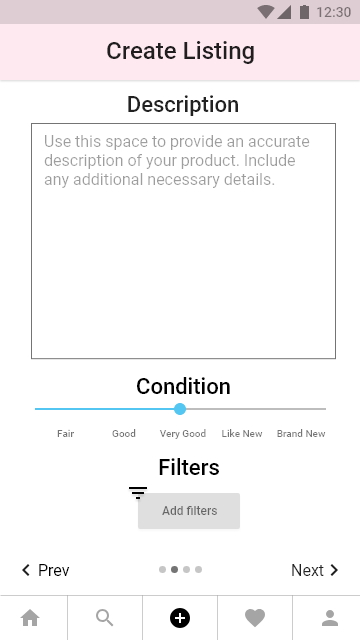 12:30
Create Listing
Description
Use this space to provide an accurate
description of your product. Include
any additional necessary details.
Condition
Fair Good Very Good Like New Brand New
Filters
Add filters
Prev Next